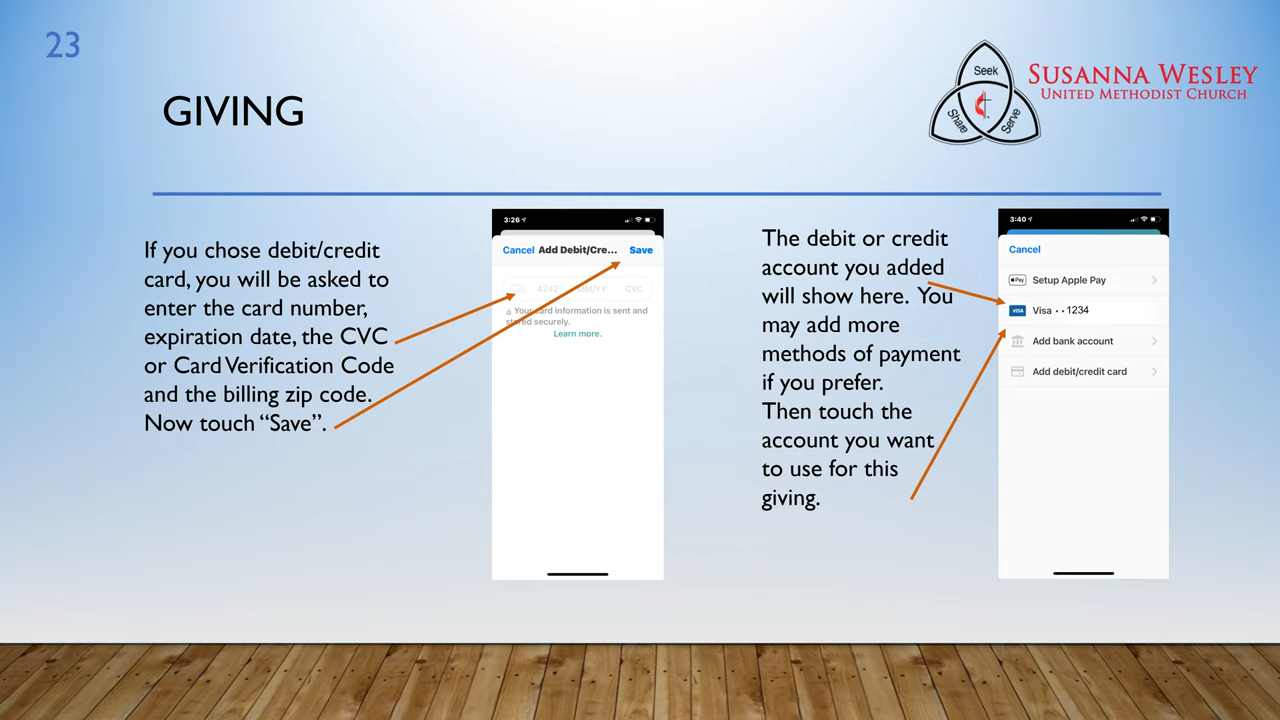 23
GIVING
Seek
Share
Serve
SUSANNA WESLEY
UNITED METHODIST CHURCH
If you chose debit/credit
card, you will be asked to
enter the card number,
expiration date, the CVC
or Card Verification Code
and the billing zip code.
Now touch “Save”.
3:26
Cancel Add Debit/Cre... Save
4242 MM/YY CVC
Your card information is sent and
stored securely.
Learn more.
The debit or credit
account you added
will show here. You
may add more
methods of payment
if you prefer.
Then touch the
account you want
to use for this
giving.
3:40
Cancel
Pay Setup Apple Pay
VISA Visa • • 1234
Add bank account
Add debit/credit card